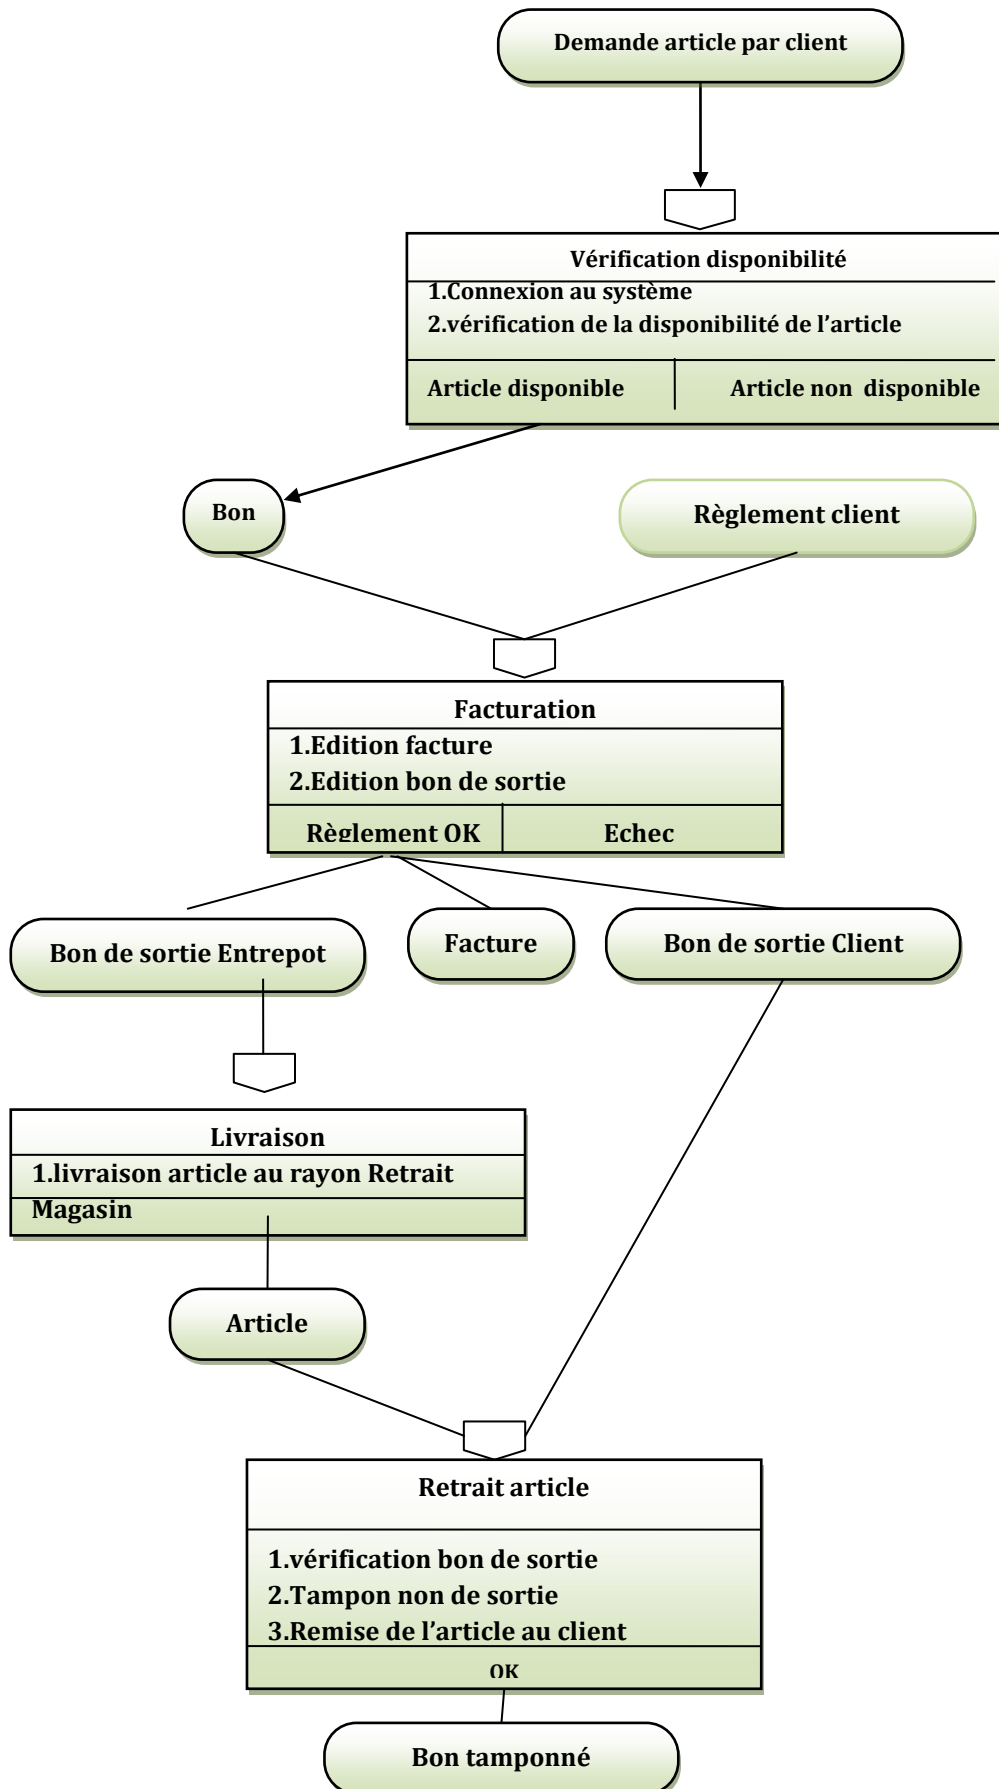 Demande article par client
Vérification disponibilité
1.Connexion au système
2.vérification de la disponibilité de l’article
Article disponible
Article non disponible
Bon
Règlement client
Facturation
1.Edition facture
2.Edition bon de sortie
Règlement OK
Echec
Bon de sortie Entrepot
Facture
Bon de sortie Client
Livraison
1.livraison article au rayon Retrait
Magasin
Article
Retrait article
1.vérification bon de sortie
2.Tampon non de sortie
3.Remise de l’article au client
OK
Bon tamponné